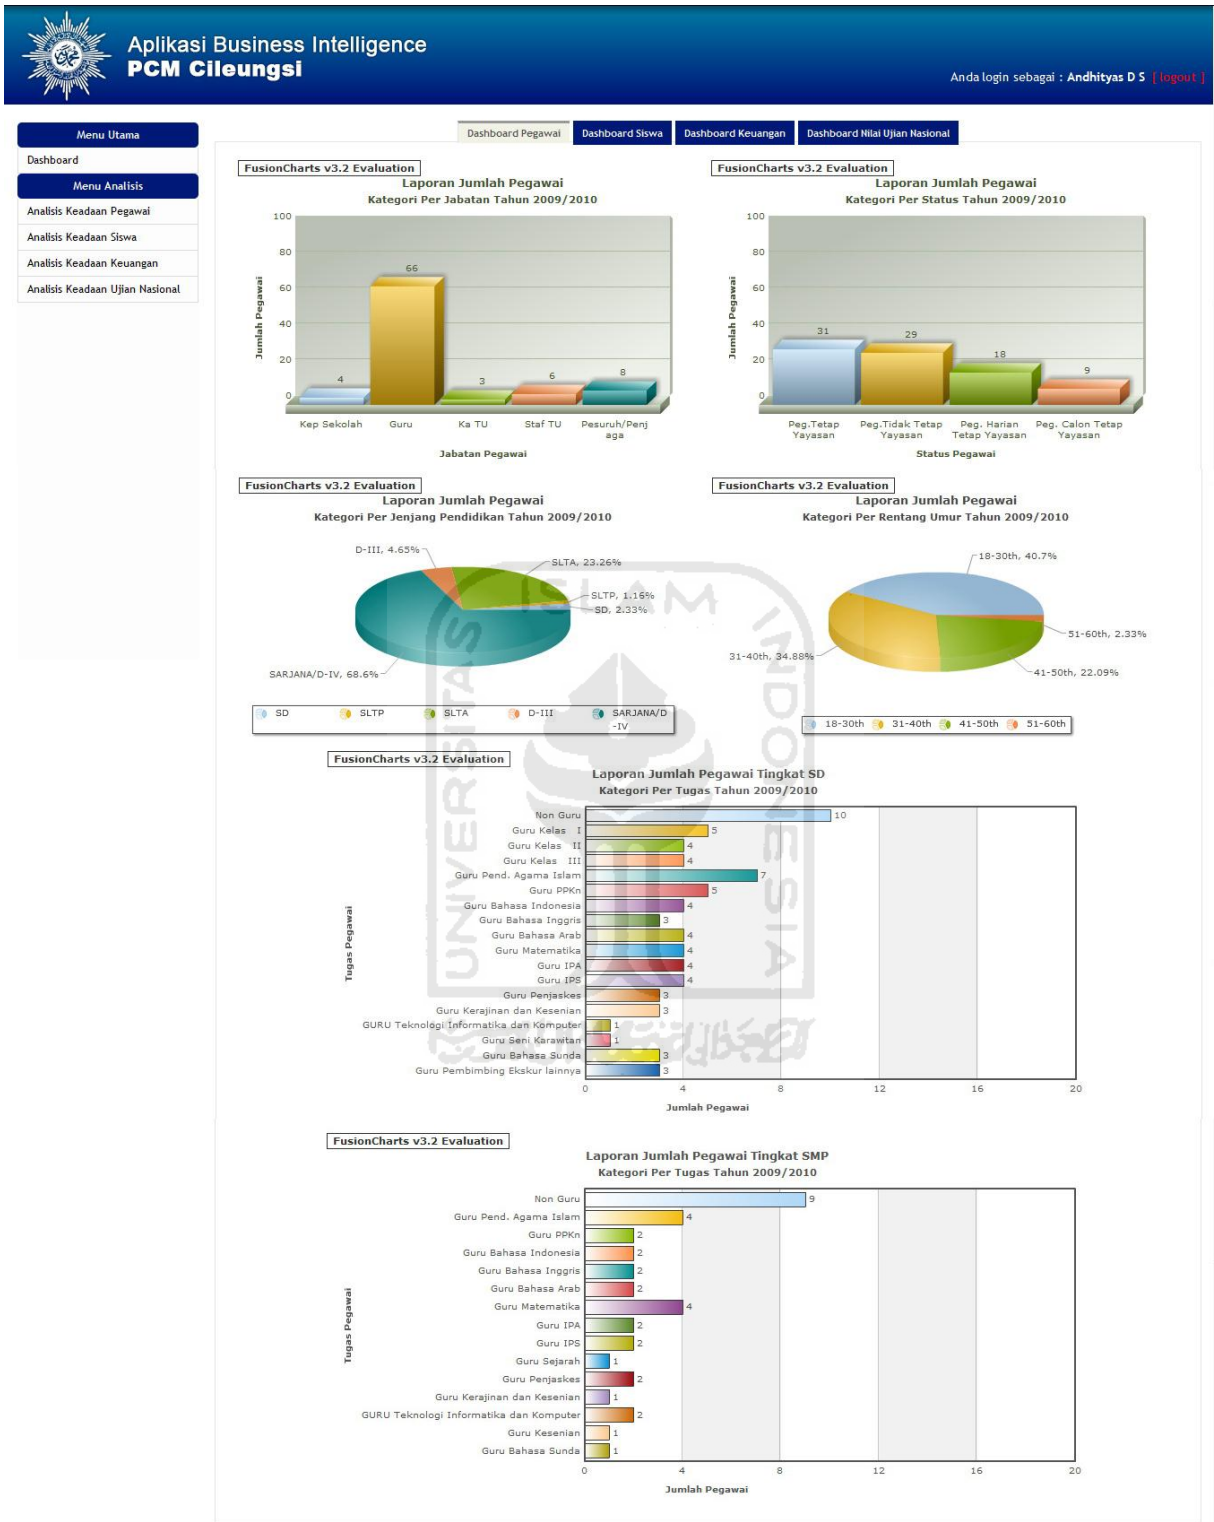 Aplikasi Business Intelligence
PCM Cileungsi
Anda login sebagai : Andhityas D S [ logout ]
Menu Utama
Dashboard
Menu Analisis
Analisis Keadaan Pegawai
Analisis Keadaan Siswa
Analisis Keadaan Keuangan
Analisis Keadaan Ujian Nasional
Dashboard Pegawai
Dashboard Siswa
Dashboard Keuangan
Dashboard Nilai Ujian Nasional
FusionCharts v3.2 Evaluation
Laporan Jumlah Pegawai
Kategori Per Jabatan Tahun 2009/2010
Jumlah Pegawai
100
80
60
40
20
0
4
66
3
6
8
Kep Sekolah
Guru
Ka TU
Staf TU
Pesuruh/Penj
aga
Jabatan Pegawai
FusionCharts v3.2 Evaluation
Laporan Jumlah Pegawai
Kategori Per Status Tahun 2009/2010
Jumlah Pegawai
100
80
60
40
20
0
31
29
18
9
Peg.Tetap
Yayasan
Peg.Tidak Tetap
Yayasan
Peg. Harian
Tetap Yayasan
Peg. Calon Tetap
Yayasan
Status Pegawai
FusionCharts v3.2 Evaluation
Laporan Jumlah Pegawai
Kategori Per Jenjang Pendidikan Tahun 2009/2010
D-III, 4.65%
SLTA, 23.26%
SLTP, 1.16%
SD, 2.33%
SARJANA/D-IV, 68.6%
SD
SLTP
SLTA
D-III
SARJANA/D
-IV
FusionCharts v3.2 Evaluation
Laporan Jumlah Pegawai
Kategori Per Rentang Umur Tahun 2009/2010
18-30th, 40.7%
51-60th, 2.33%
31-40th, 34.88%
41-50th, 22.09%
18-30th
31-40th
41-50th
51-60th
UNIVERSITAS ISLAM INDONESIA
FusionCharts v3.2 Evaluation
Laporan Jumlah Pegawai Tingkat SD
Kategori Per Tugas Tahun 2009/2010
Tugas Pegawai
Non Guru 10
Guru Kelas I 5
Guru Kelas II 4
Guru Kelas III 4
Guru Pend. Agama Islam 7
Guru PPKn 5
Guru Bahasa Indonesia 4
Guru Bahasa Inggris 3
Guru Bahasa Arab 4
Guru Matematika 4
Guru IPA 4
Guru IPS 4
Guru Penjaskes 3
Guru Kerajinan dan Kesenian 3
GURU Teknologi Informatika dan Komputer 1
Guru Seni Karawitan 1
Guru Bahasa Sunda 3
Guru Pembimbing Ekskur lainnya 3
0 4 8 12 16 20
Jumlah Pegawai
FusionCharts v3.2 Evaluation
Laporan Jumlah Pegawai Tingkat SMP
Kategori Per Tugas Tahun 2009/2010
Tugas Pegawai
Non Guru 9
Guru Pend. Agama Islam 4
Guru PPKn 2
Guru Bahasa Indonesia 2
Guru Bahasa Inggris 2
Guru Bahasa Arab 2
Guru Matematika 4
Guru IPA 2
Guru IPS 2
Guru Sejarah 1
Guru Penjaskes 2
Guru Kerajinan dan Kesenian 1
GURU Teknologi Informatika dan Komputer 2
Guru Kesenian 1
Guru Bahasa Sunda 1
0 4 8 12 16 20
Jumlah Pegawai